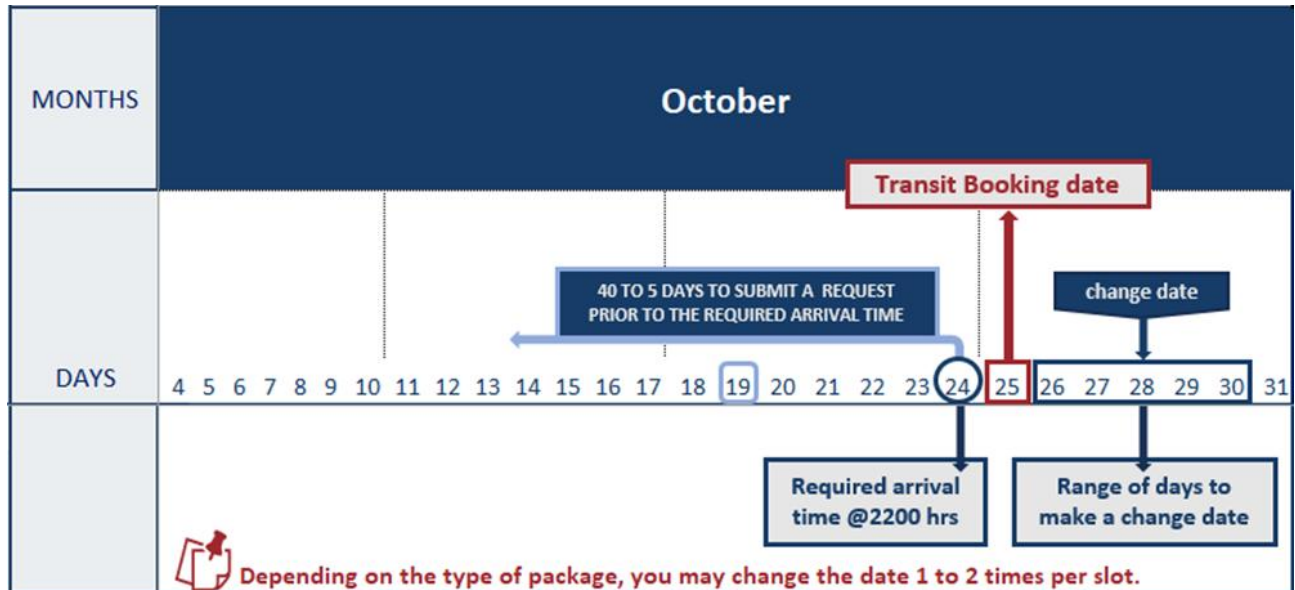 MONTHS
October
Transit Booking date
40 TO 5 DAYS TO SUBMIT A REQUEST
PRIOR TO THE REQUIRED ARRIVAL TIME
change date
DAYS
4 5 6 7 8 9 10 11 12 13 14 15 16 17 18 19 20 21 22 23 24 25 26 27 28 29 30 31
Required arrival
time @2200 hrs
Range of days to
make a change date
Depending on the type of package, you may change the date 1 to 2 times per slot.